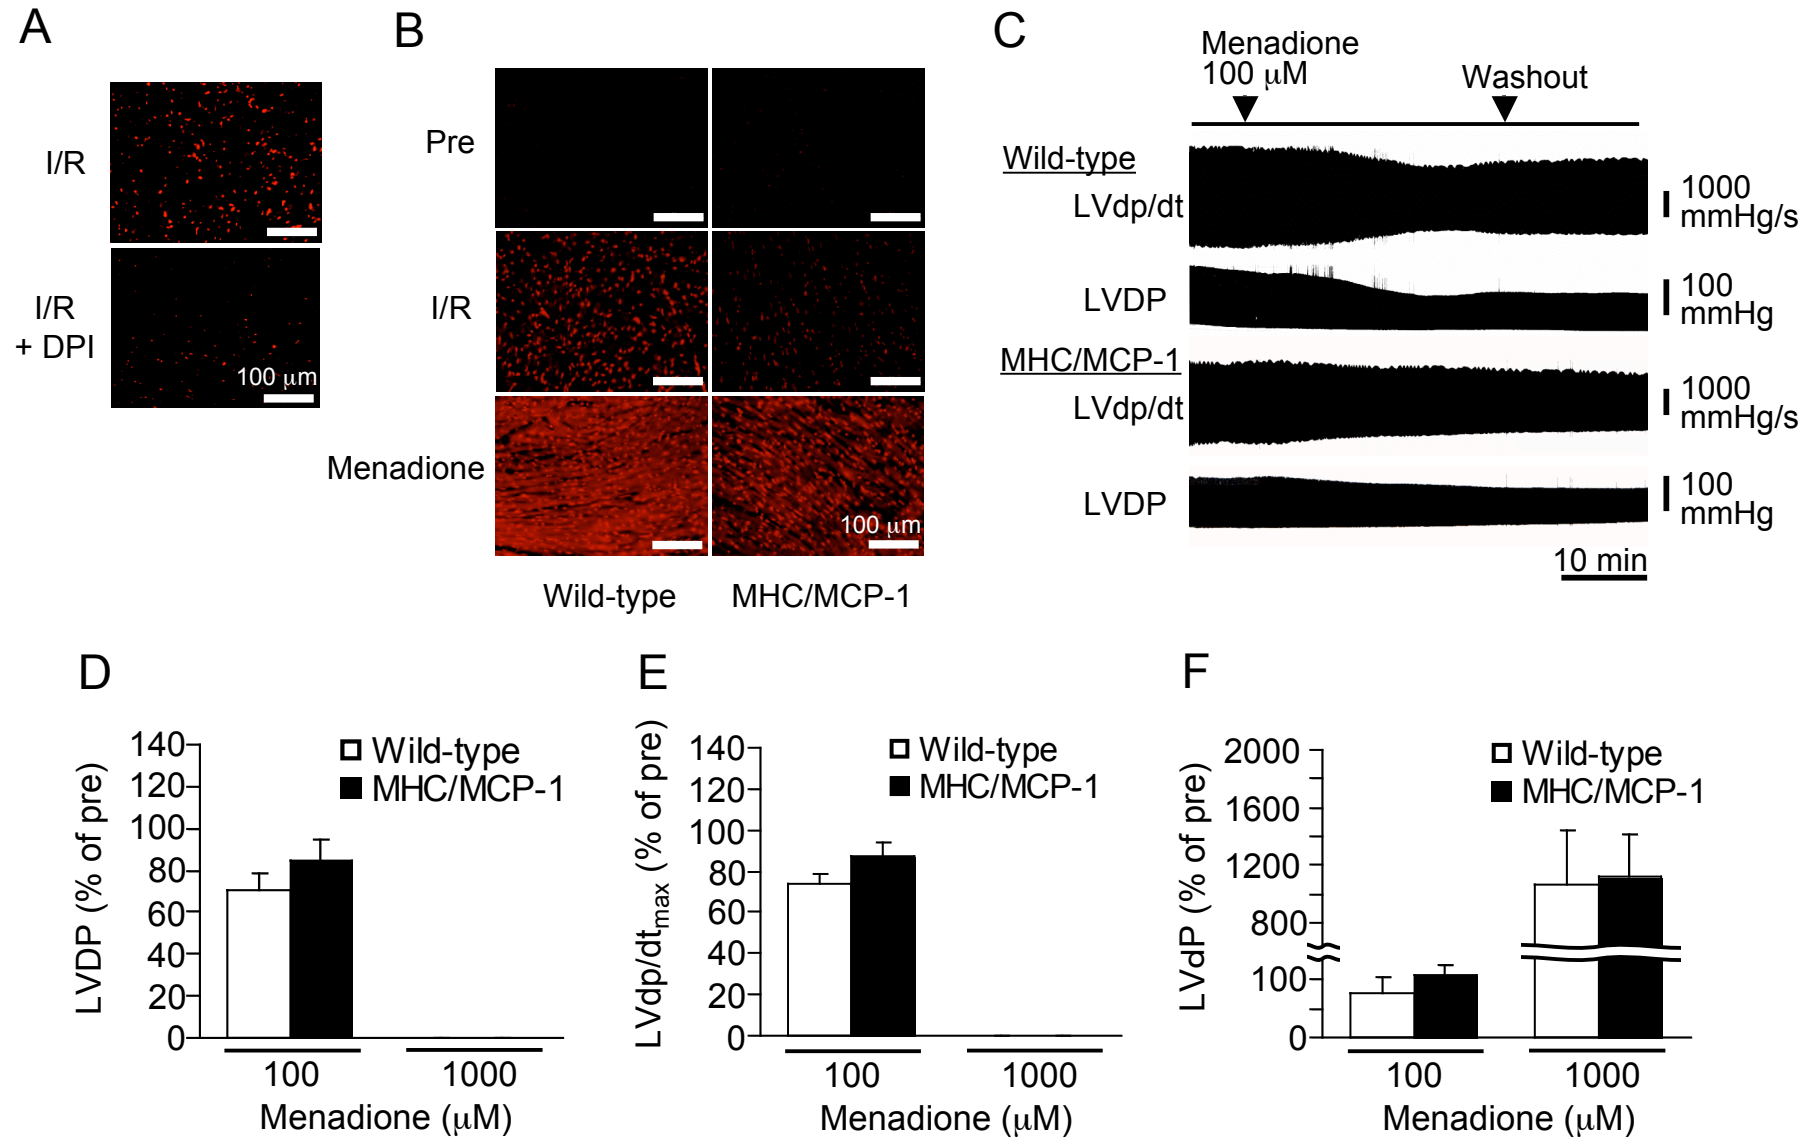 A
I/R
I/R
+ DPI
100 μm
B
Pre
I/R
Menadione
100 μm
Wild-type
MHC/MCP-1
C
Menadione
100 μM
Washout
Wild-type
LVdp/dt
1000
mmHg/s
LVDP
100
mmHg
MHC/MCP-1
LVdp/dt
1000
mmHg/s
LVDP
100
mmHg
10 min
D
LVDP (% of pre)
140
120
100
80
60
40
20
0
Wild-type
MHC/MCP-1
100
1000
Menadione (μM)
E
LVdp/dtmax (% of pre)
140
120
100
80
60
40
20
0
Wild-type
MHC/MCP-1
100
1000
Menadione (μM)
F
LVdP (% of pre)
2000
1600
1200
800
100
0
Wild-type
MHC/MCP-1
100
1000
Menadione (μM)